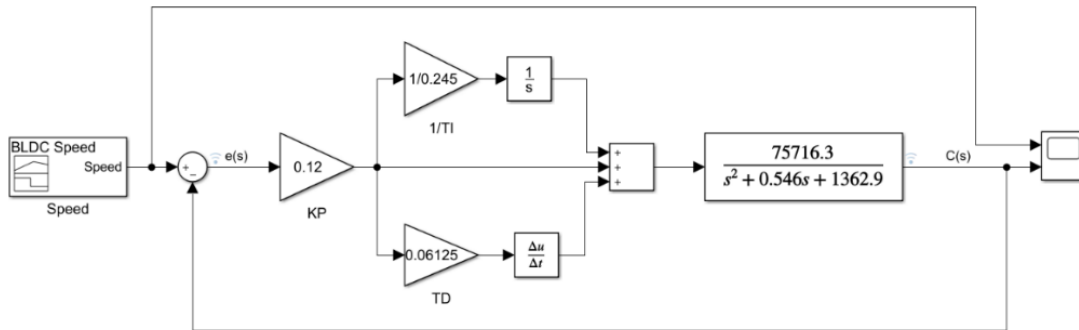 BLDC Speed
Speed
Speed
+
−
e(s)
0.12
KP
1/0.245
1/TI
1
s
0.06125
TD
Δu
Δt
+
+
+
75716.3
s² + 0.546s + 1362.9
C(s)